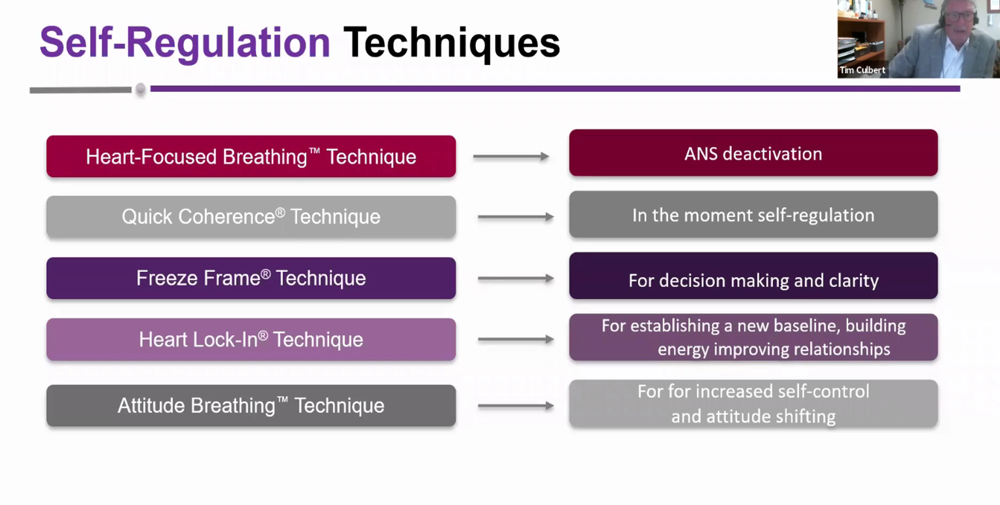 Self-Regulation Techniques
Tim Culbert
Heart-Focused Breathing™ Technique
ANS deactivation
Quick Coherence® Technique
In the moment self-regulation
Freeze Frame® Technique
For decision making and clarity
Heart Lock-In® Technique
For establishing a new baseline, building
energy improving relationships
Attitude Breathing™ Technique
For for increased self-control
and attitude shifting